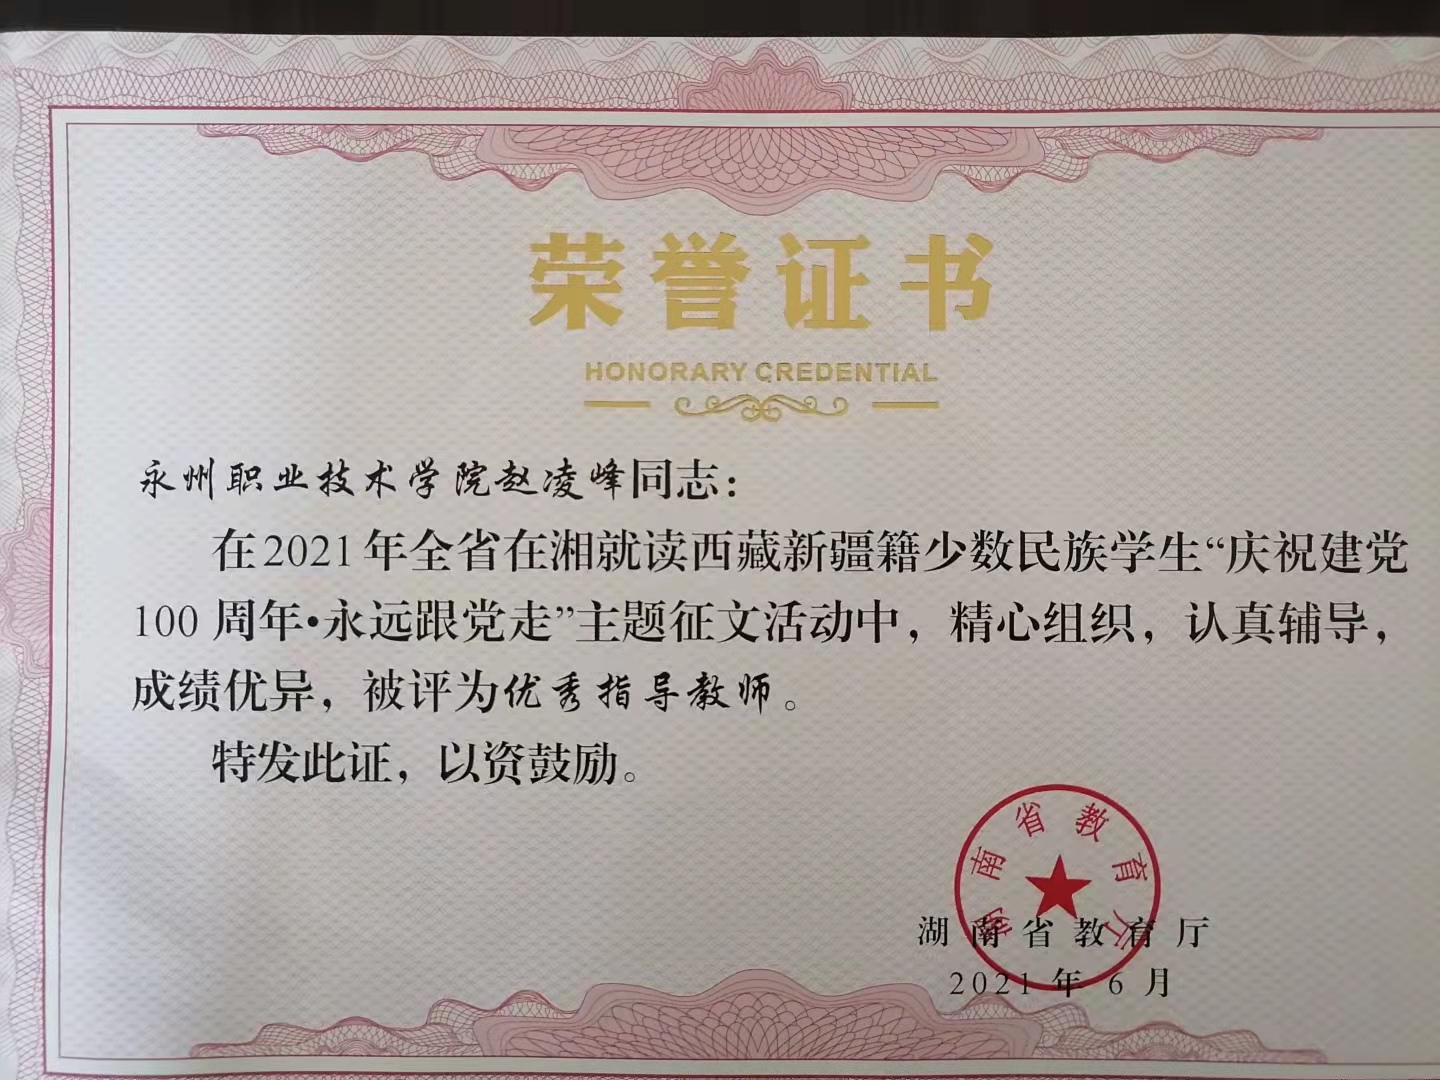 荣誉证书
HONORARY CREDENTIAL
永州职业技术学院赵凌峰同志：
在2021年全省在湘就读西藏新疆籍少数民族学生“庆祝建党
100周年•永远跟党走”主题征文活动中，精心组织，认真辅导，
成绩优异，被评为优秀指导教师。
特发此证，以资鼓励。
湖南省教育厅
湖南省教育厅
2021年6月